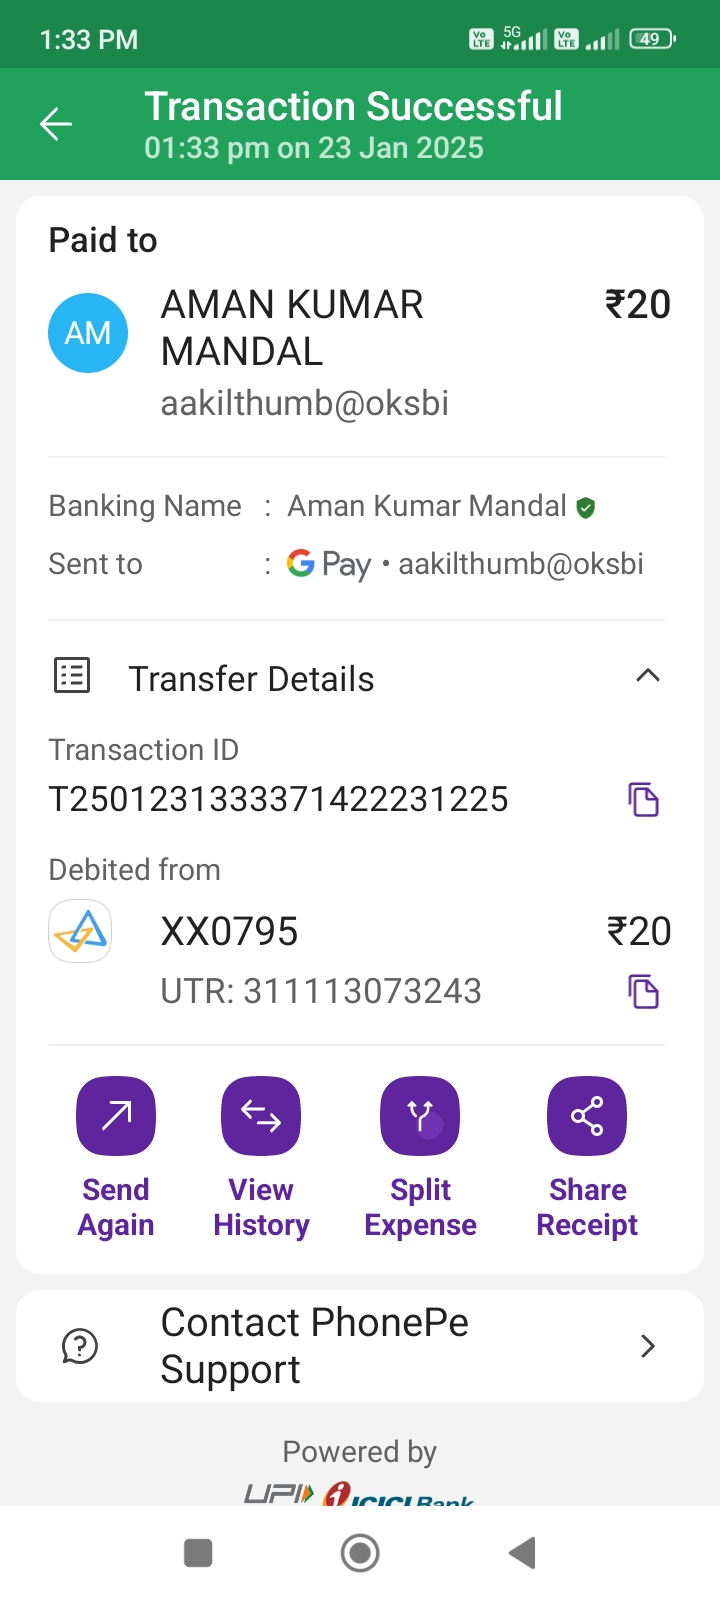 1:33 PM
Vo LTE 5G Vo LTE 49
Transaction Successful
01:33 pm on 23 Jan 2025
Paid to
AM
AMAN KUMAR MANDAL
₹20
aakilthumb@oksbi
Banking Name : Aman Kumar Mandal
Sent to : G Pay • aakilthumb@oksbi
Transfer Details
Transaction ID
T2501231333371422231225
Debited from
XX0795 ₹20
UTR: 311113073243
Send Again
View History
Split Expense
Share Receipt
Contact PhonePe Support
Powered by
UPI ICICI Bank